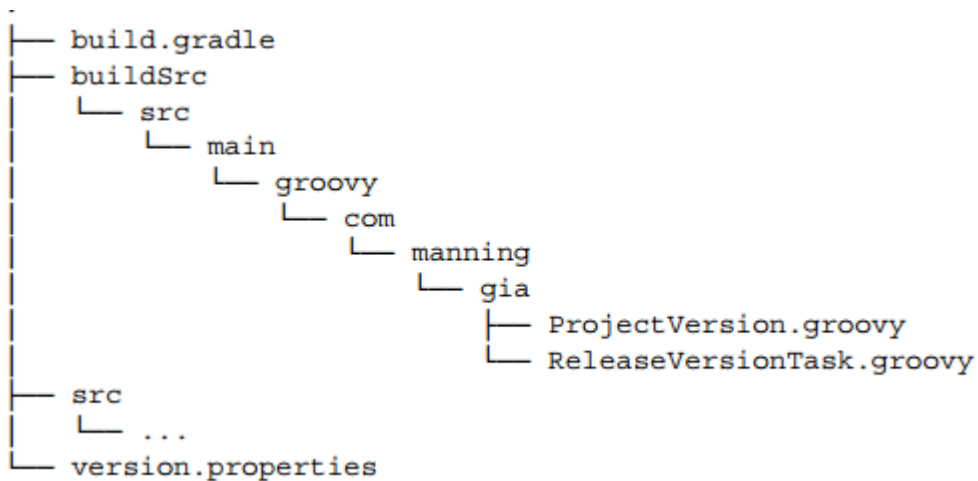 .
├── build.gradle
├── buildSrc
│   └── src
│       └── main
│           └── groovy
│               └── com
│                   └── manning
│                       └── gia
│                           ├── ProjectVersion.groovy
│                           └── ReleaseVersionTask.groovy
├── src
│   └── ...
└── version.properties